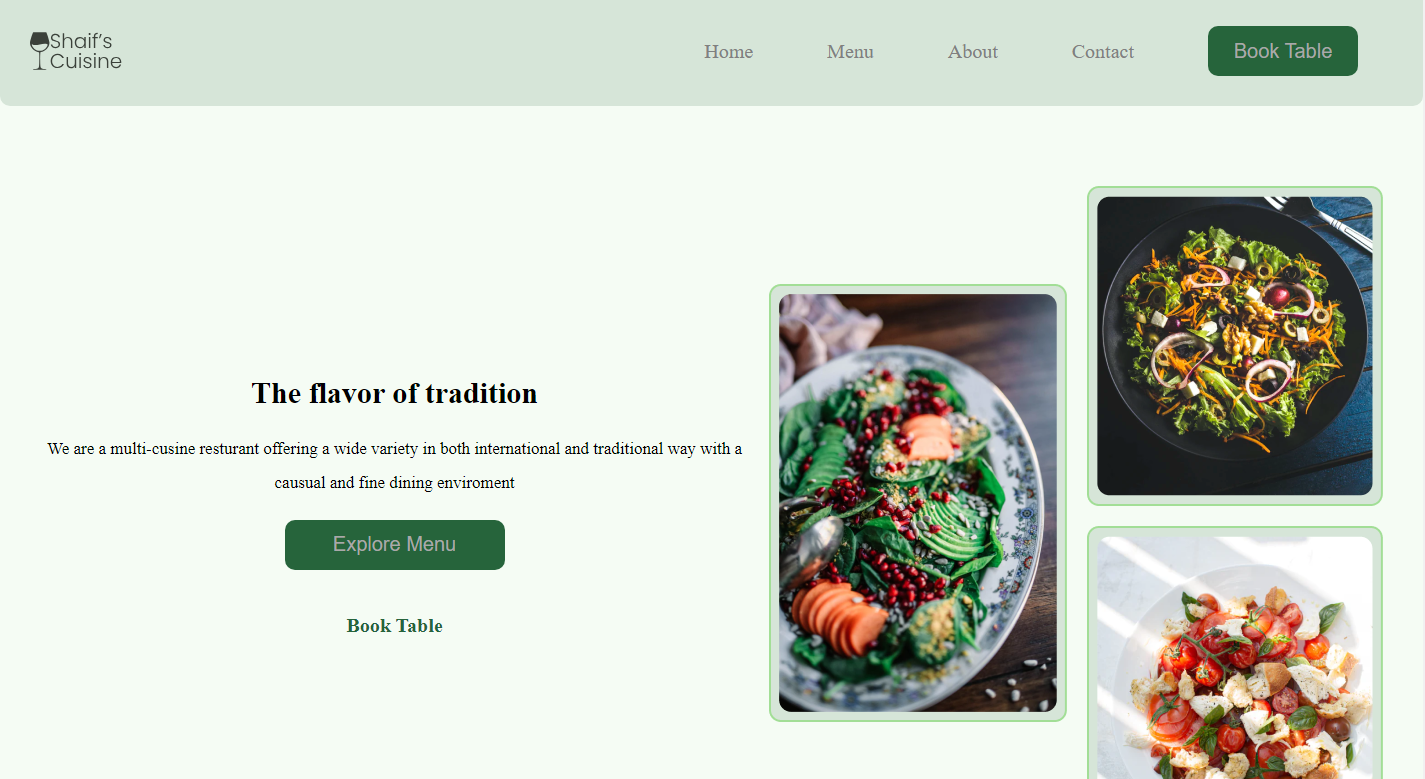 Shaif's
Cuisine
Home
Menu
About
Contact
Book Table
The flavor of tradition
We are a multi-cusine resturant offering a wide variety in both international and traditional way with a
causual and fine dining enviroment
Explore Menu
Book Table